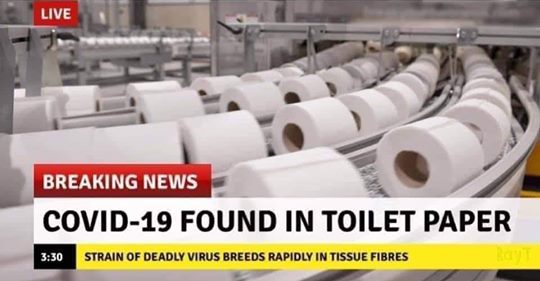 LIVE
BREAKING NEWS
COVID-19 FOUND IN TOILET PAPER
3:30 STRAIN OF DEADLY VIRUS BREEDS RAPIDLY IN TISSUE FIBRES
RayT